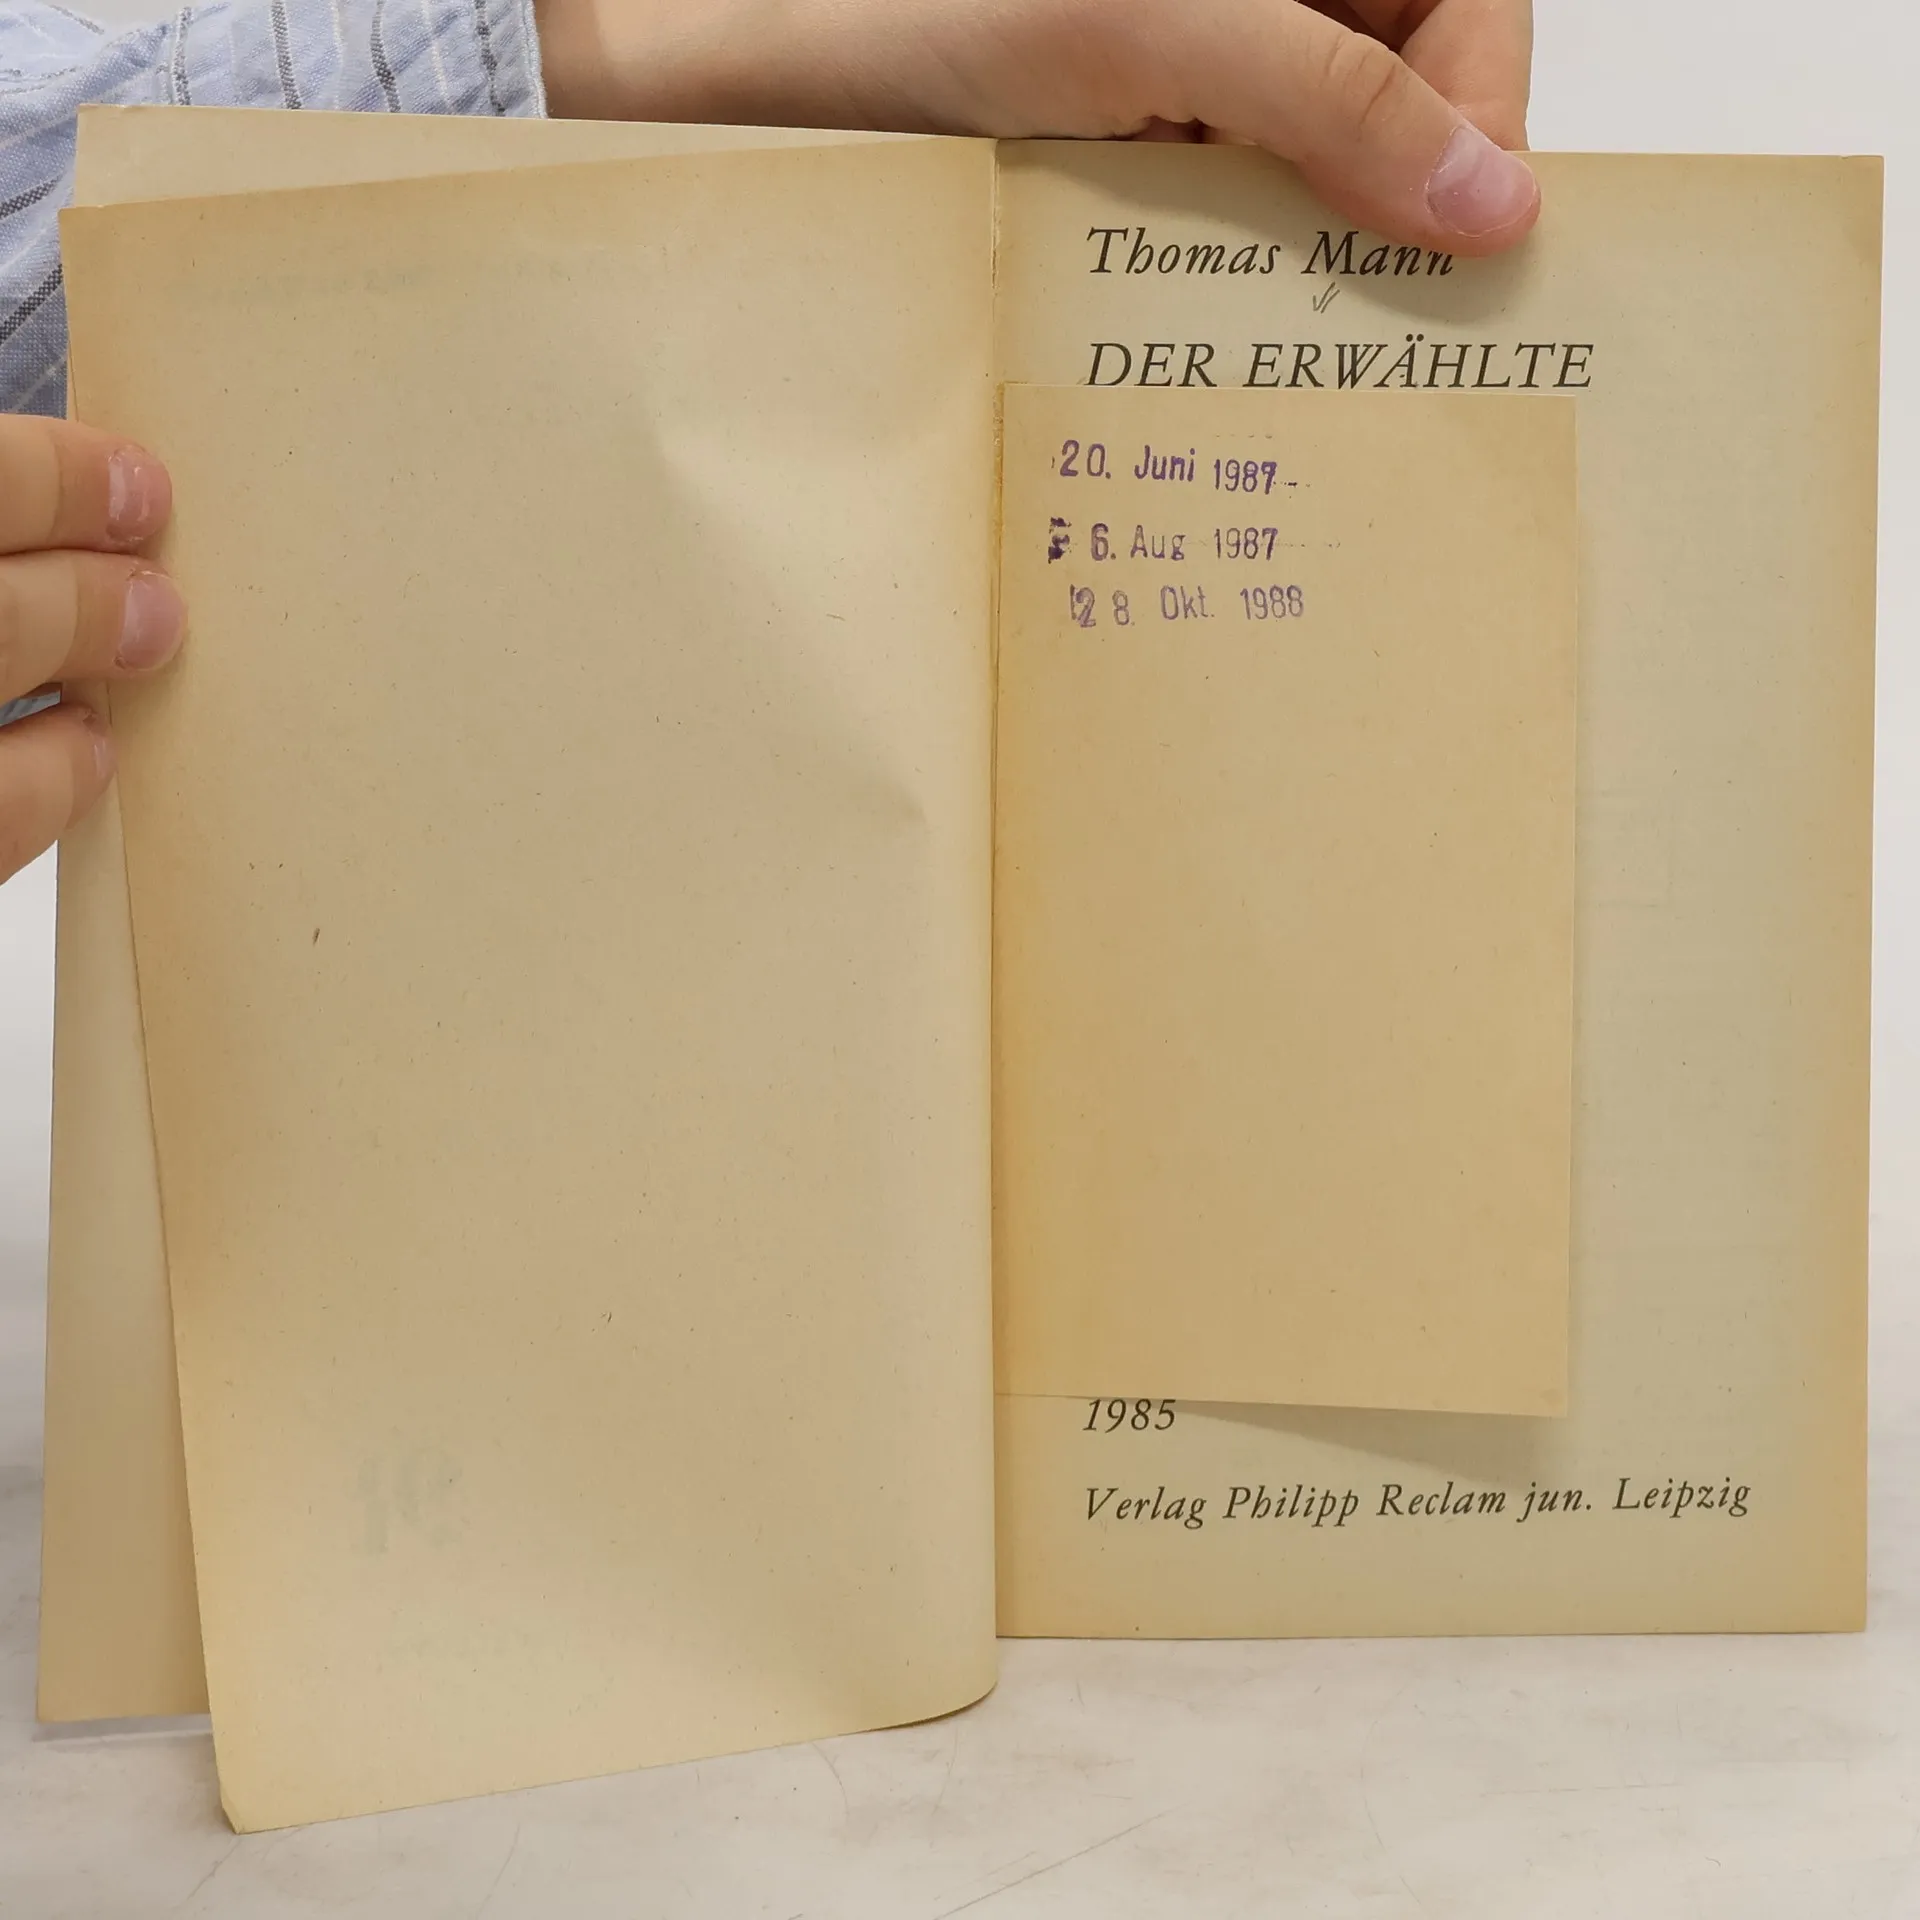 Thomas Mann
DER ERWÄHLTE
20. Juni 1987
6. Aug 1987
28. Okt. 1988
1985
Verlag Philipp Reclam jun. Leipzig